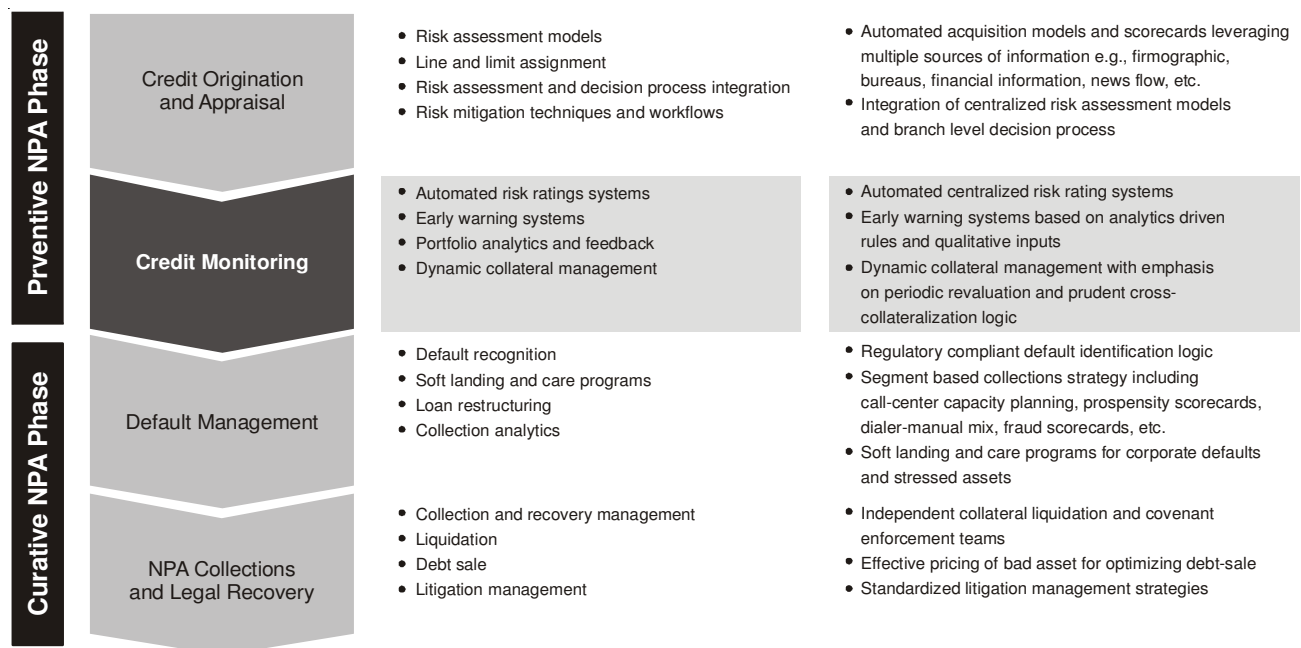 Prventive NPA Phase
Credit Origination
and Appraisal
• Risk assessment models
• Line and limit assignment
• Risk assessment and decision process integration
• Risk mitigation techniques and workflows
• Automated acquisition models and scorecards leveraging
multiple sources of information e.g., firmographic,
bureaus, financial information, news flow, etc.
• Integration of centralized risk assessment models
and branch level decision process
Credit Monitoring
• Automated risk ratings systems
• Early warning systems
• Portfolio analytics and feedback
• Dynamic collateral management
• Automated centralized risk rating systems
• Early warning systems based on analytics driven
rules and qualitative inputs
• Dynamic collateral management with emphasis
on periodic revaluation and prudent cross-
collateralization logic
Curative NPA Phase
Default Management
• Default recognition
• Soft landing and care programs
• Loan restructuring
• Collection analytics
• Regulatory compliant default identification logic
• Segment based collections strategy including
call-center capacity planning, prospensity scorecards,
dialer-manual mix, fraud scorecards, etc.
• Soft landing and care programs for corporate defaults
and stressed assets
NPA Collections
and Legal Recovery
• Collection and recovery management
• Liquidation
• Debt sale
• Litigation management
• Independent collateral liquidation and covenant
enforcement teams
• Effective pricing of bad asset for optimizing debt-sale
• Standardized litigation management strategies